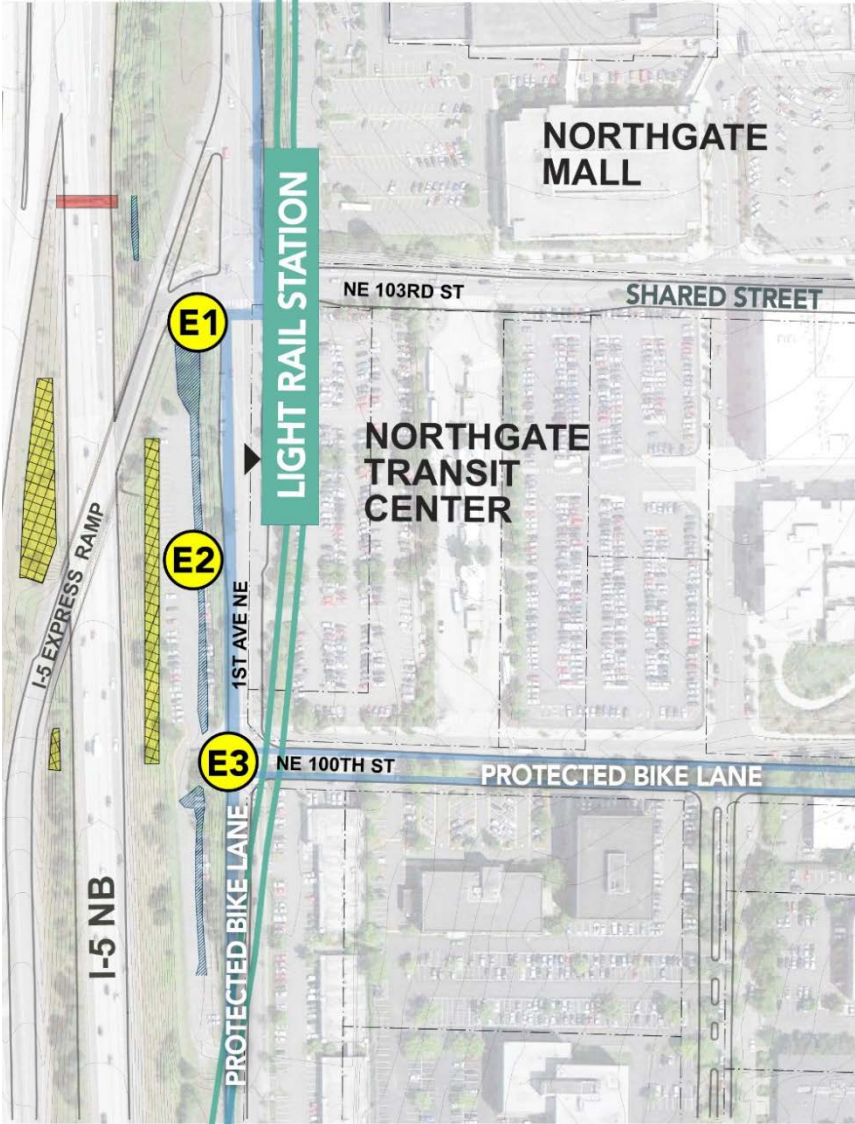 NORTHGATE
MALL
LIGHT RAIL STATION
NE 103RD ST
SHARED STREET
E1
NORTHGATE
TRANSIT
CENTER
I-5 EXPRESS RAMP
E2
1ST AVE NE
E3
NE 100TH ST
PROTECTED BIKE LANE
I-5 NB
PROTECTED BIKE LANE